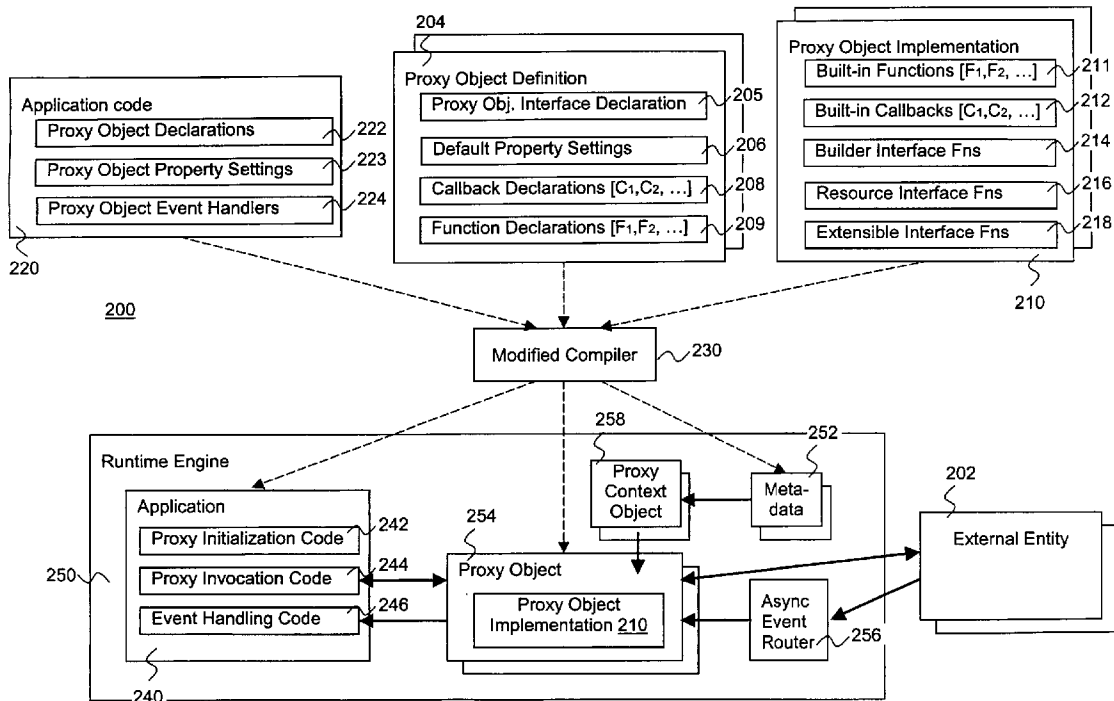 204
Proxy Object Definition
Proxy Obj. Interface Declaration
205
Default Property Settings
206
Callback Declarations [C1,C2, ...]
208
Function Declarations [F1,F2, ...]
209
Proxy Object Implementation
Built-in Functions [F1,F2, ...]
211
Built-in Callbacks [C1,C2, ...]
212
Builder Interface Fns
214
Resource Interface Fns
216
Extensible Interface Fns
218
210
Application code
Proxy Object Declarations
222
Proxy Object Property Settings
223
Proxy Object Event Handlers
224
220
200
Modified Compiler
230
Runtime Engine
250
Application
Proxy Initialization Code
242
Proxy Invocation Code
244
Event Handling Code
246
240
258
Proxy
Context
Object
252
Meta-
data
254
Proxy Object
Proxy Object
Implementation 210
Async
Event
Router
256
202
External Entity